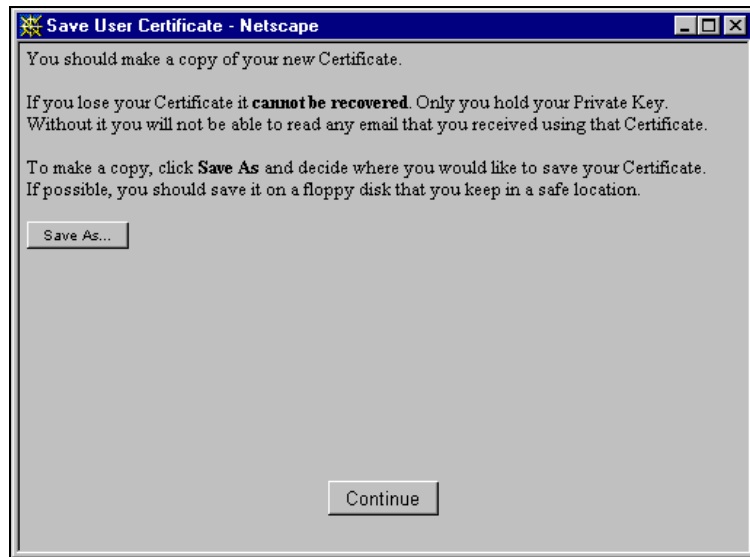 Save User Certificate - Netscape
You should make a copy of your new Certificate.
If you lose your Certificate it cannot be recovered. Only you hold your Private Key.
Without it you will not be able to read any email that you received using that Certificate.
To make a copy, click Save As and decide where you would like to save your Certificate.
If possible, you should save it on a floppy disk that you keep in a safe location.
Save As...
Continue